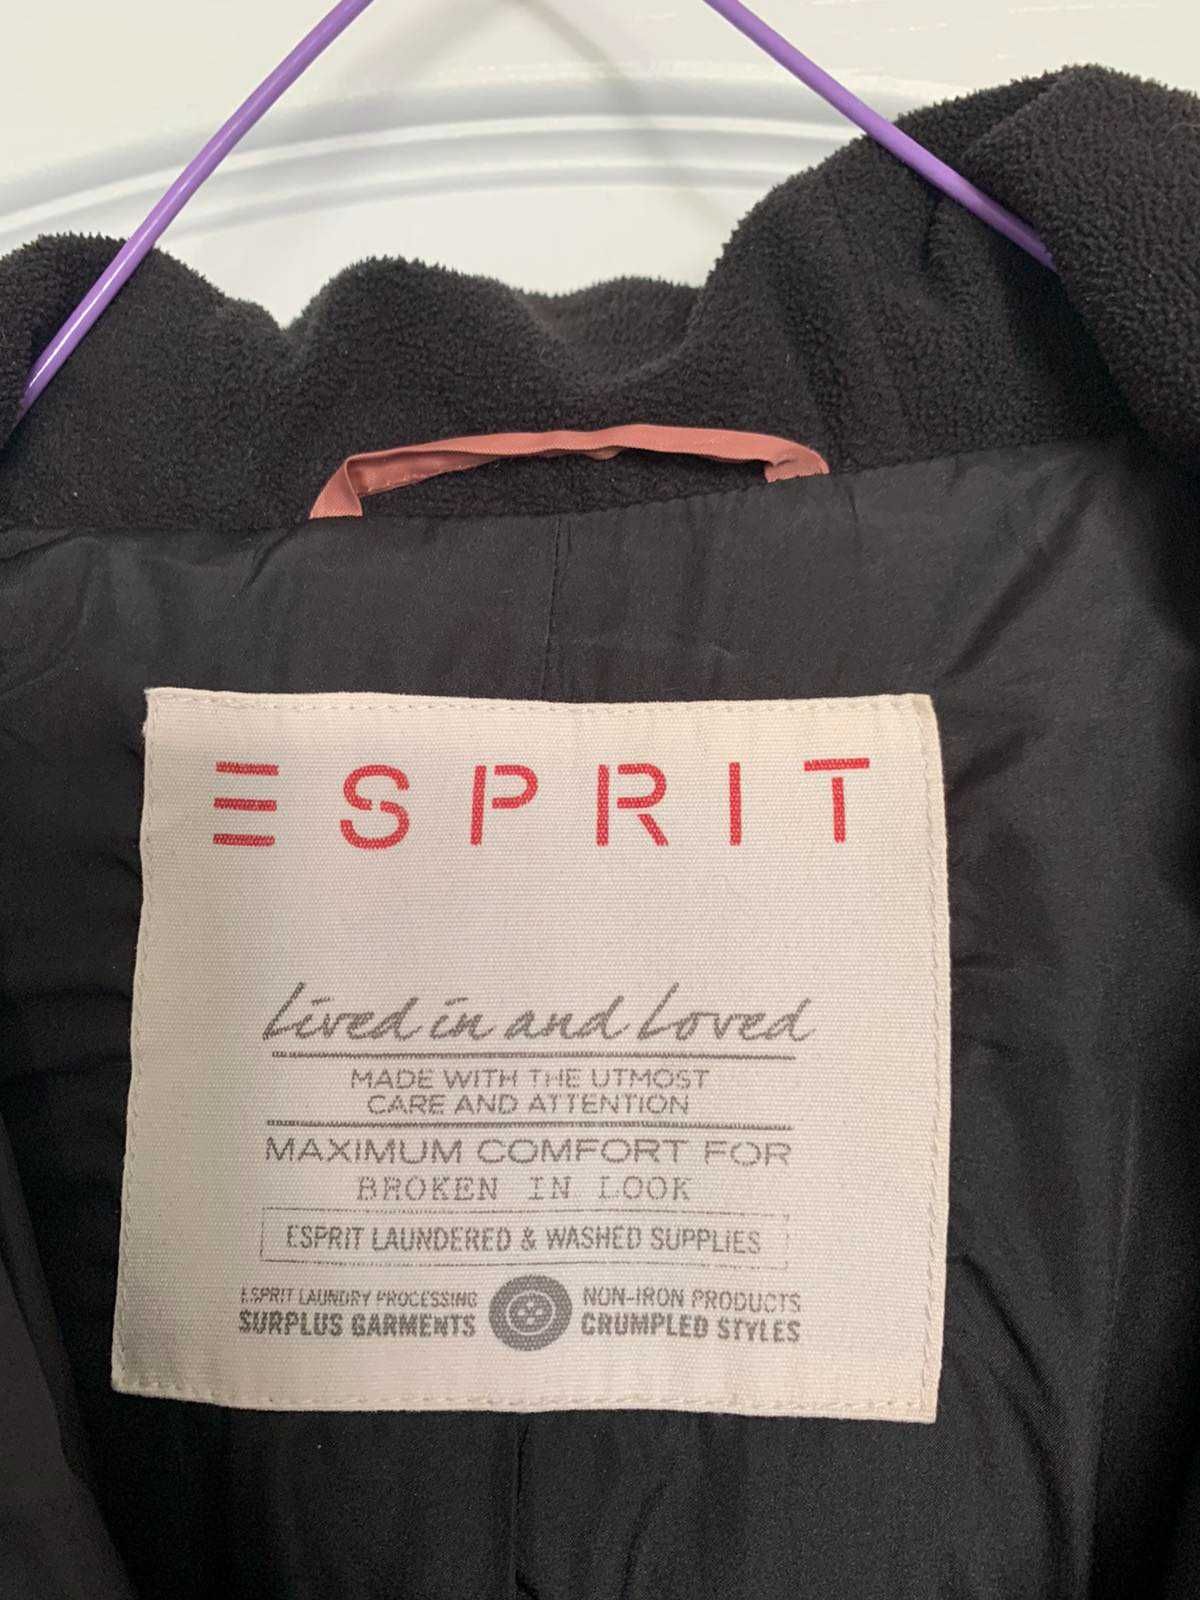 ESPRIT
Lived in and Loved
MADE WITH THE UTMOST
CARE AND ATTENTION
MAXIMUM COMFORT FOR
BROKEN IN LOOK
ESPRIT LAUNDERED & WASHED SUPPLIES
ESPRIT LAUNDRY PROCESSING
SURPLUS GARMENTS
NON-IRON PRODUCTS
CRUMPLED STYLES